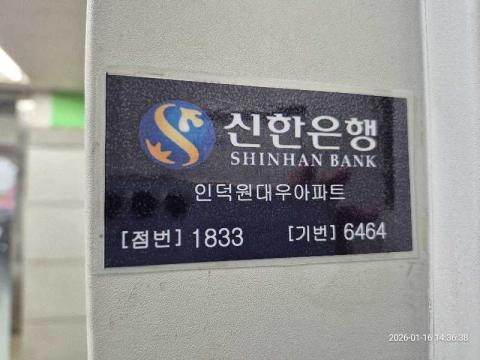 신한은행
SHINHAN BANK
인덕원대우아파트
[점번] 1833 [기번] 6464
2026-01-16 14:36:38